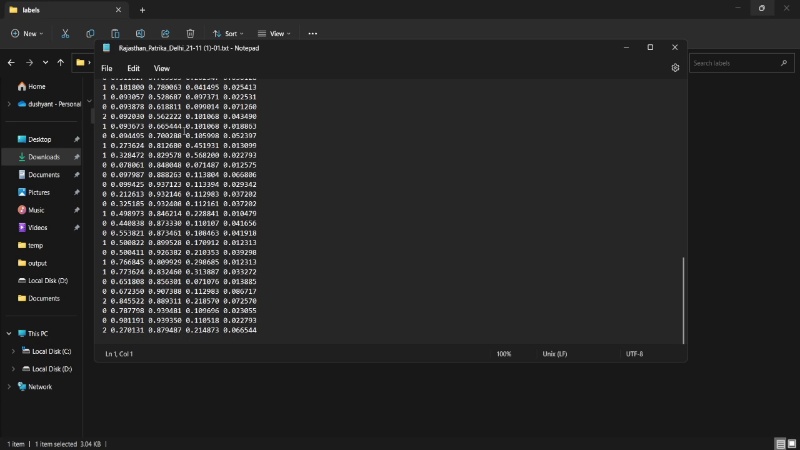 labels
New
Sort
View
Search labels
Rajasthan_Patrika_Delhi_21-11 (1)-01.txt - Notepad
File Edit View
1 0.181800 0.780063 0.041495 0.025413
1 0.093057 0.528687 0.097371 0.022531
0 0.093878 0.618811 0.099014 0.071260
2 0.092030 0.562222 0.101068 0.043490
1 0.093673 0.665444 0.101068 0.018863
0 0.094495 0.700288 0.105998 0.052397
1 0.273624 0.812680 0.451931 0.013099
1 0.328472 0.829578 0.568200 0.022793
0 0.078061 0.848048 0.071487 0.012575
0 0.097987 0.888263 0.113804 0.066806
0 0.099425 0.937123 0.113394 0.029342
0 0.212613 0.932146 0.112983 0.037202
0 0.325185 0.932408 0.112161 0.037202
1 0.498973 0.846214 0.228841 0.010479
0 0.440838 0.873330 0.110107 0.041656
0 0.553821 0.873461 0.108463 0.041918
1 0.500822 0.899528 0.170912 0.012313
0 0.500411 0.926382 0.210353 0.039298
1 0.766845 0.809929 0.298685 0.012313
1 0.773624 0.832460 0.313887 0.033272
0 0.651808 0.856301 0.071076 0.013885
0 0.672350 0.907388 0.112983 0.086717
2 0.845522 0.889311 0.218570 0.072570
0 0.787798 0.939481 0.109696 0.023055
0 0.901191 0.939350 0.110518 0.022793
2 0.270131 0.879487 0.214873 0.066544
Ln 1, Col 1
100%
Unix (LF)
UTF-8
Home
dushyant - Personal
Desktop
Downloads
Documents
Pictures
Music
Videos
temp
output
Local Disk (D:)
Documents
This PC
Local Disk (C:)
Local Disk (D:)
Network
1 item
1 item selected 3.04 KB